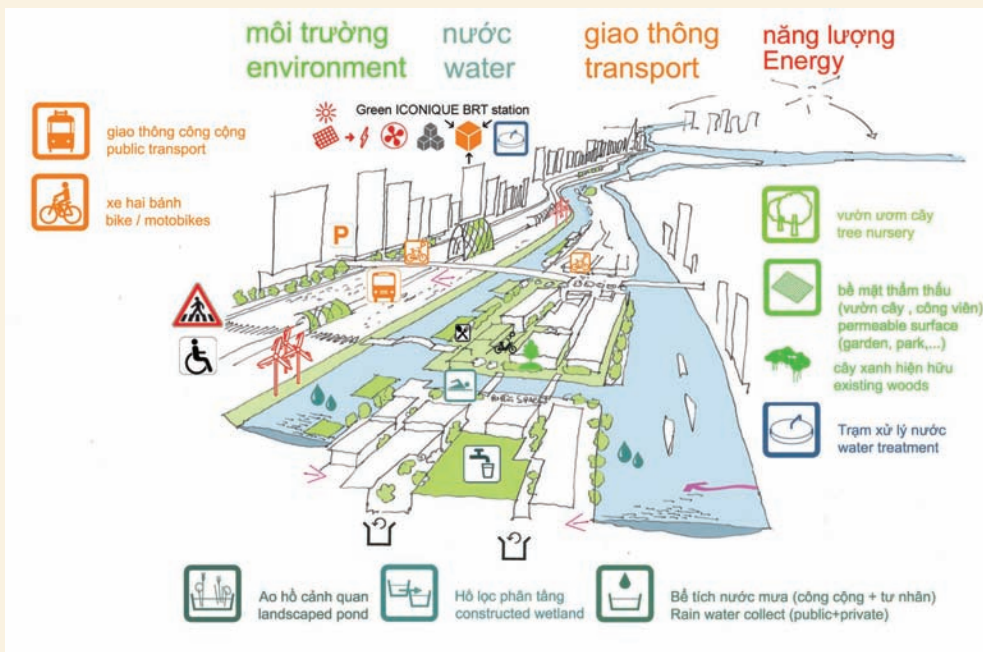 môi trường
environment
nước
water
giao thông
transport
năng lượng
Energy
Green ICONIQUE BRT station
giao thông công cộng
public transport
xe hai bánh
bike / motobikes
P
vườn ươm cây
tree nursery
bề mặt thẩm thấu
(vườn cây , công viên)
permeable surface
(garden, park,...)
cây xanh hiện hữu
existing woods
Trạm xử lý nước
water treatment
Ao hồ cảnh quan
landscaped pond
Hồ lọc phân tầng
constructed wetland
Bể tích nước mưa (công cộng + tư nhân)
Rain water collect (public+private)